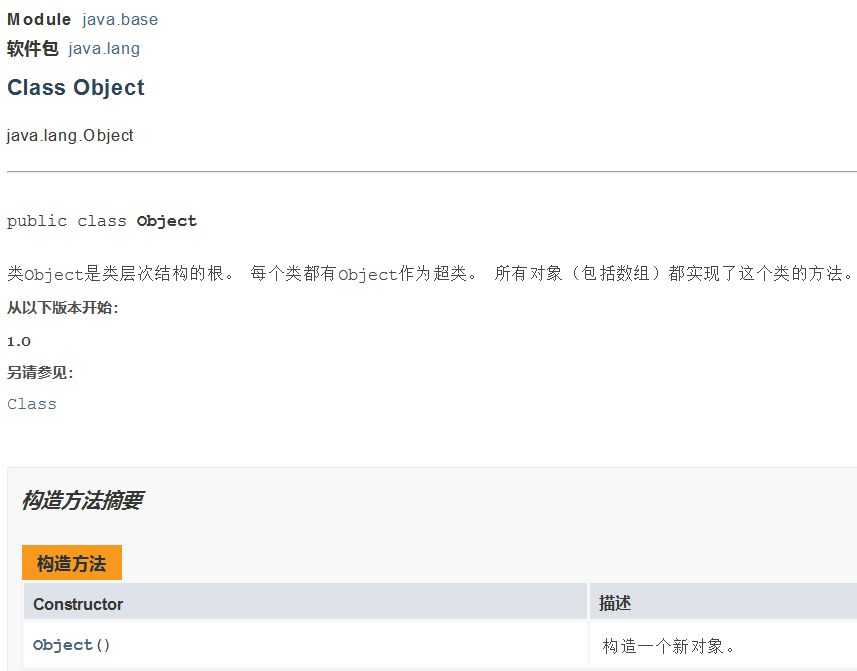 Module java.base
软件包 java.lang
Class Object
java.lang.Object
public class Object
类Object是类层次结构的根。 每个类都有Object作为超类。 所有对象（包括数组）都实现了这个类的方法。
从以下版本开始:
1.0
另请参见:
Class
构造方法摘要
构造方法
Constructor 描述
Object() 构造一个新对象。